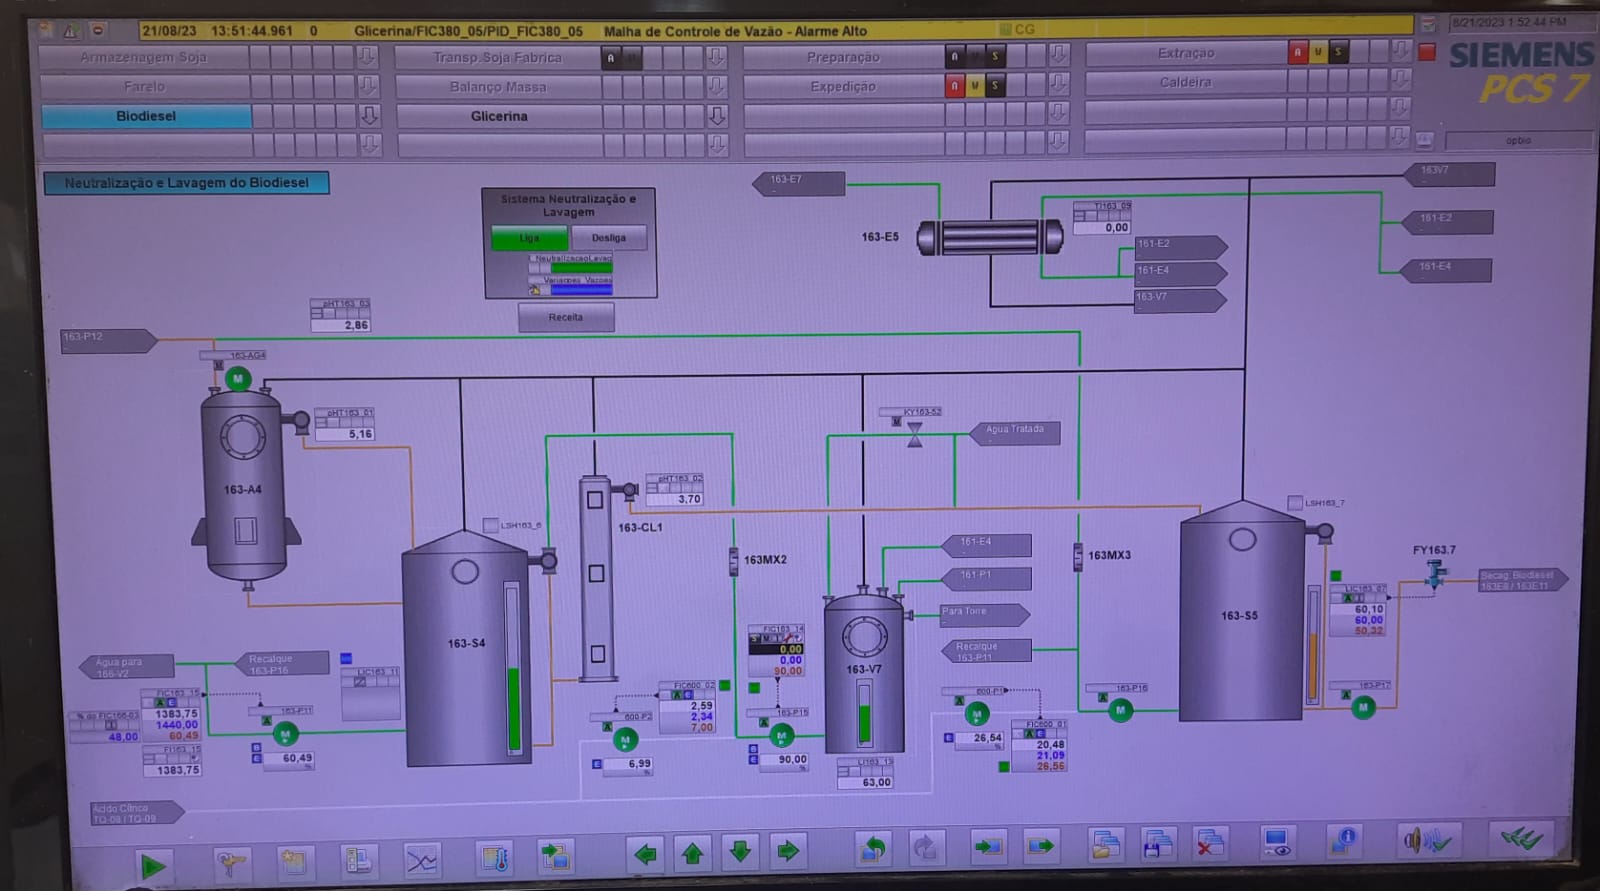 21/08/23 13:51:44.961 0 Glicerina/FIC380_05/PID_FIC380_05 Malha de Controle de Vazão - Alarme Alto CG
8/21/2023 1:52:44 PM
Armazenagem Soja
Transp.Soja Fabrica A
Preparação A S
Extração A W S
SIEMENS
PCS 7
Farelo
Balanço Massa
Expedição A W S
Caldeira
Biodiesel
Glicerina
opbio
Neutralização e Lavagem do Biodiesel
Sistema Neutralização e
Lavagem
Liga
Desliga
NeutralizacaoLavag
Variacoes_Vazoes
Receita
163-E7
163V7
163-E5
TI163_09
0,00
161-E2
161-E4
161-E2
161-E4
163-V7
pHT163_03
2,86
163-P12
163-AG4
M
M
pHT163_01
5,16
163-A4
KY163-52
M
Agua Tratada
pHT163_02
3,70
163-CL1
LSH163_6
LSH163_7
163MX2
161-E4
163MX3
161-P1
FY163.7
Secag. Biodiesel
163E8 / 163E11
LIC163_07
A
60,10
60,00
50,32
Para Torre
163-S4
163-S5
163-V7
Recalque
163-P11
FIC163_14
S M
0,00
0,00
90,00
Agua para
166-V2
Recalque
163-P16
LIC163_11
FIC163_15
A E
1383,75
1440,00
60,49
% do FIC166-03
48,00
FI163_15
1383,75
163-P11
A
M
B
E 60,49
%
FIC600_02
A E
2,59
2,34
7,00
600-P2
A
M
E 6,99
%
163-P15
A
M
B
E 90,00
%
LI163_13
63,00
600-P1
A
M
E 26,54
%
FIC600_01
A E
20,48
21,09
26,56
163-P16
A
M
163-P17
A
M
Acido Cítrico
TQ-08 / TQ-09